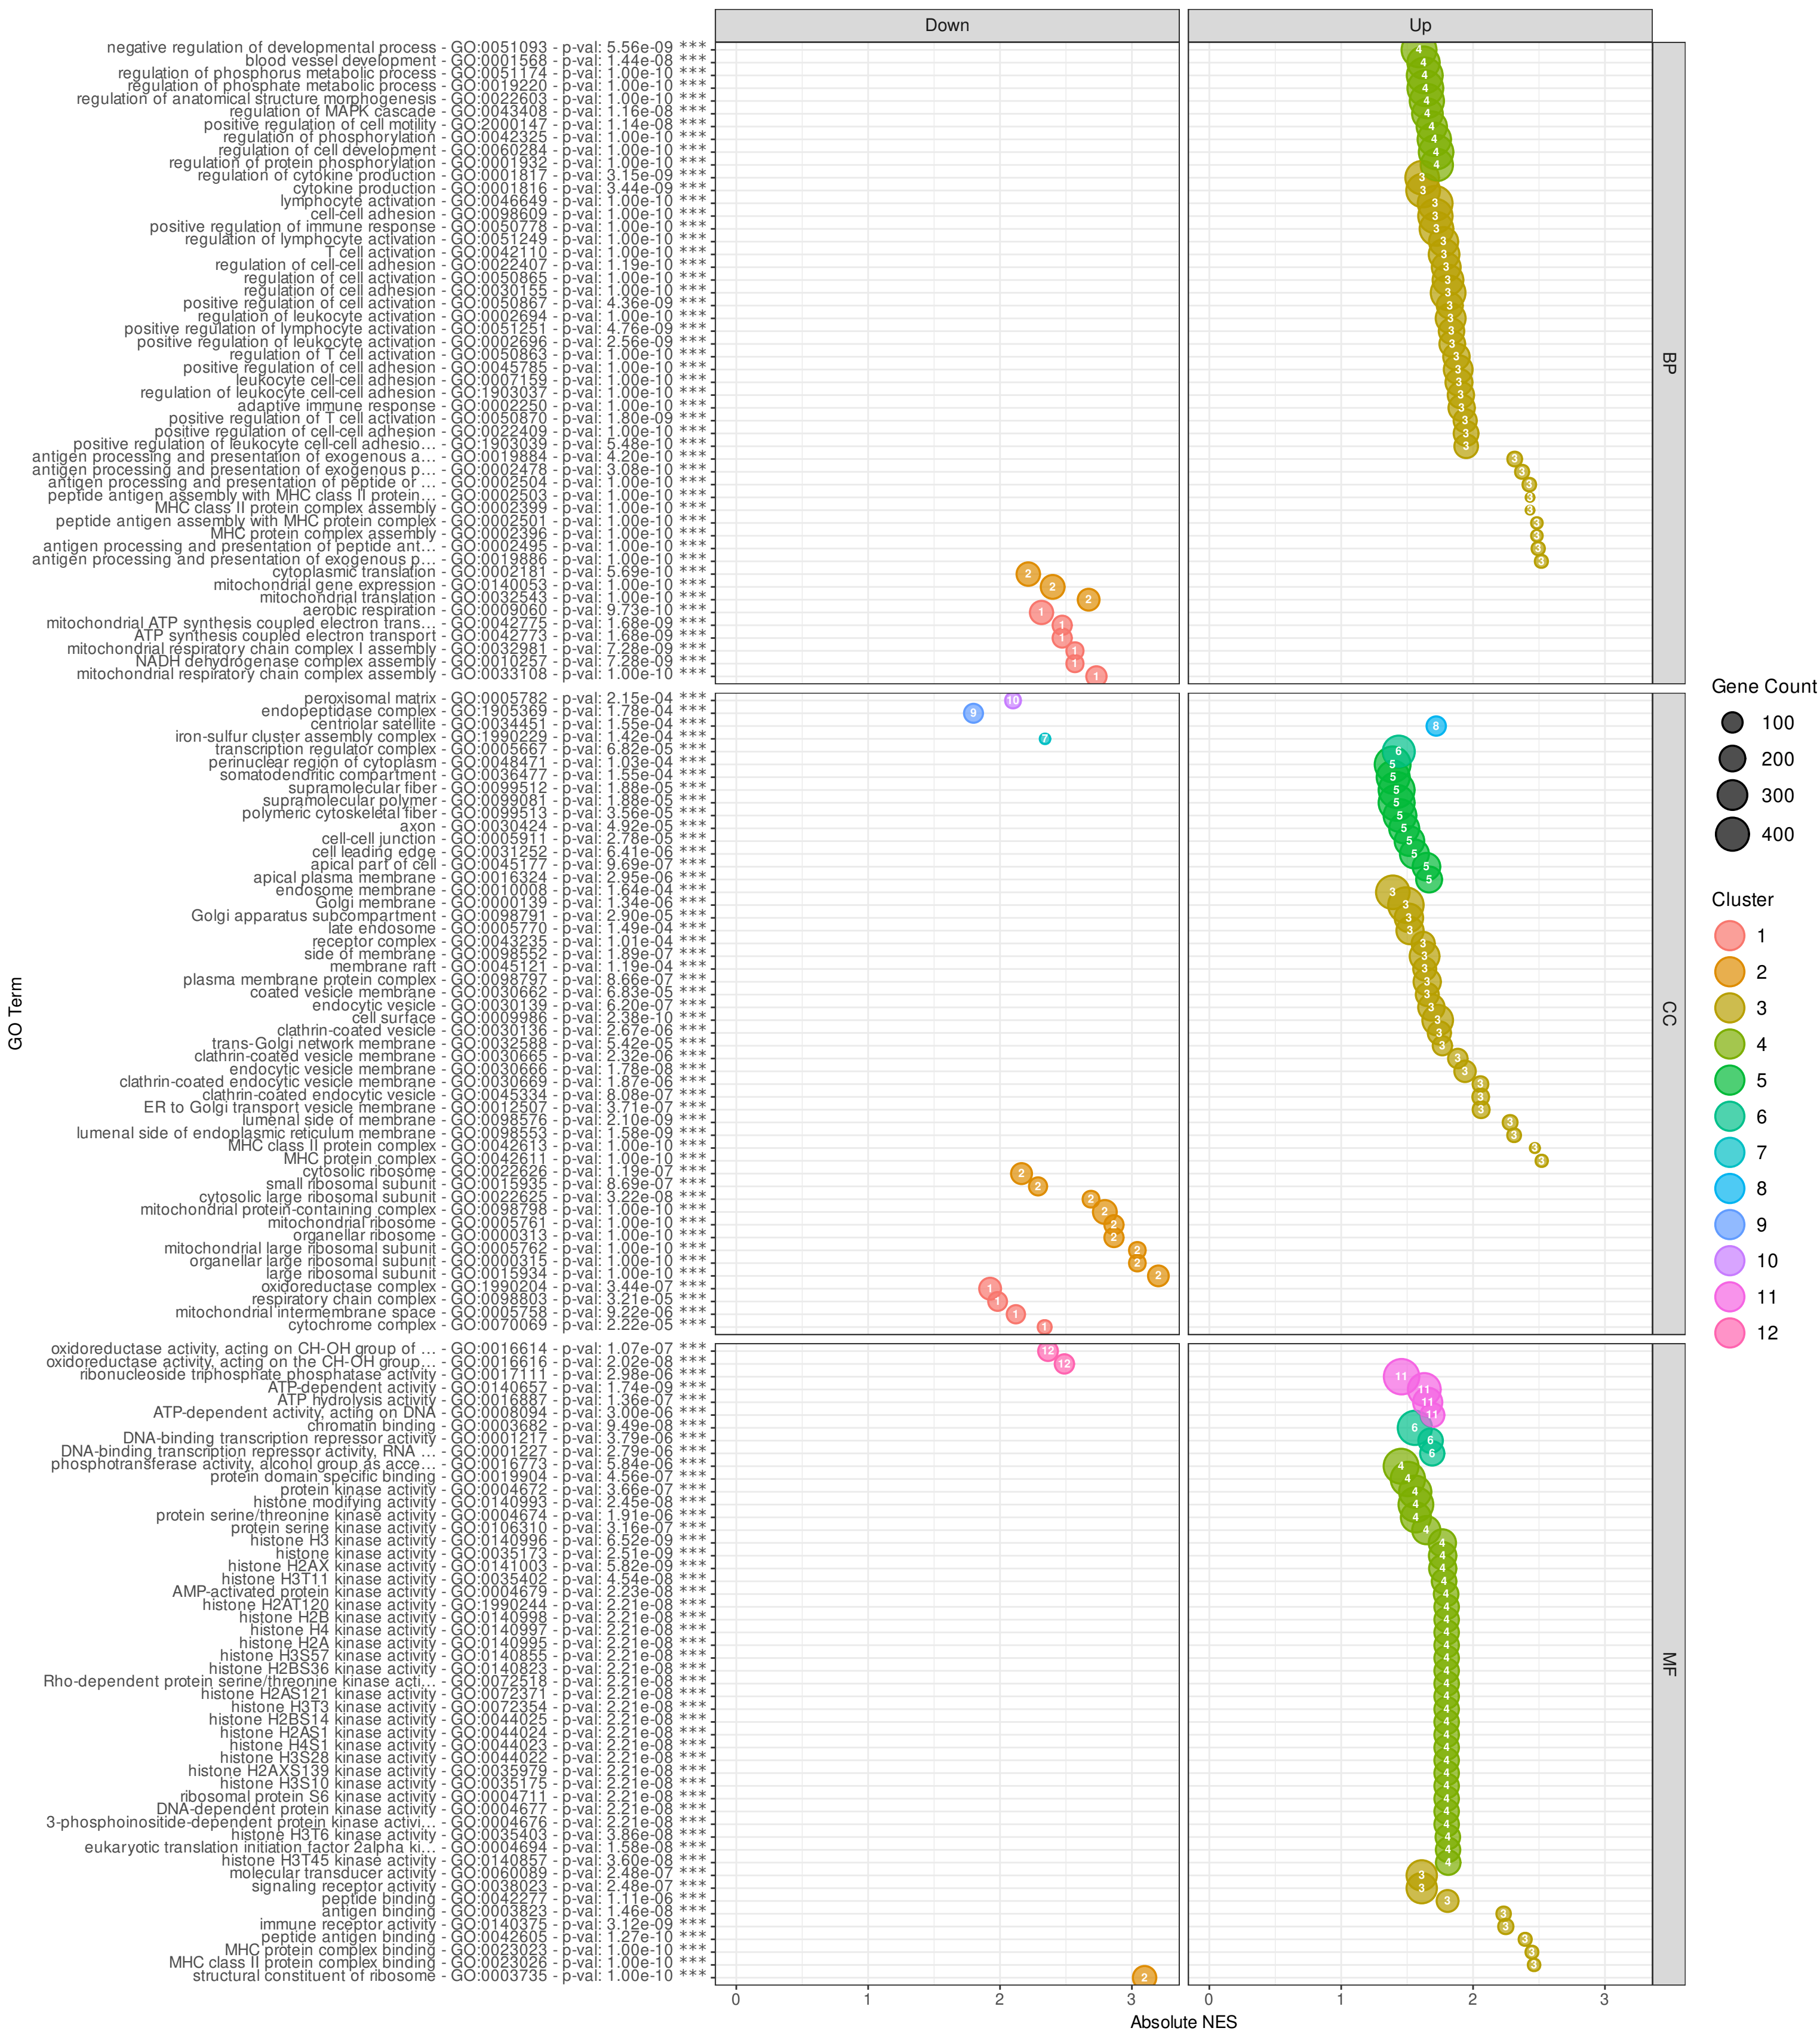 Down
Up
negative regulation of developmental process - GO:0051093 - p-val: 5.56e-09 ***
blood vessel development - GO:0001568 - p-val: 1.44e-08 ***
regulation of phosphorus metabolic process - GO:0051174 - p-val: 1.00e-10 ***
regulation of phosphate metabolic process - GO:0019220 - p-val: 1.00e-10 ***
regulation of anatomical structure morphogenesis - GO:0022603 - p-val: 1.00e-10 ***
regulation of MAPK cascade - GO:0043408 - p-val: 1.16e-08 ***
positive regulation of cell motility - GO:2000147 - p-val: 1.14e-08 ***
regulation of phosphorylation - GO:0042325 - p-val: 1.00e-10 ***
regulation of cell development - GO:0060284 - p-val: 1.00e-10 ***
regulation of protein phosphorylation - GO:0001932 - p-val: 1.00e-10 ***
regulation of cytokine production - GO:0001817 - p-val: 3.15e-09 ***
cytokine production - GO:0001816 - p-val: 3.44e-09 ***
lymphocyte activation - GO:0046649 - p-val: 1.00e-10 ***
cell-cell adhesion - GO:0098609 - p-val: 1.00e-10 ***
positive regulation of immune response - GO:0050778 - p-val: 1.00e-10 ***
regulation of lymphocyte activation - GO:0051249 - p-val: 1.00e-10 ***
T cell activation - GO:0042110 - p-val: 1.00e-10 ***
regulation of cell-cell adhesion - GO:0022407 - p-val: 1.19e-10 ***
regulation of cell activation - GO:0050865 - p-val: 1.00e-10 ***
regulation of cell adhesion - GO:0030155 - p-val: 1.00e-10 ***
positive regulation of cell activation - GO:0050867 - p-val: 4.36e-09 ***
regulation of leukocyte activation - GO:0002694 - p-val: 1.00e-10 ***
positive regulation of lymphocyte activation - GO:0051251 - p-val: 4.76e-09 ***
positive regulation of leukocyte activation - GO:0002696 - p-val: 2.56e-09 ***
regulation of T cell activation - GO:0050863 - p-val: 1.00e-10 ***
positive regulation of cell adhesion - GO:0045785 - p-val: 1.00e-10 ***
leukocyte cell-cell adhesion - GO:0007159 - p-val: 1.00e-10 ***
regulation of leukocyte cell-cell adhesion - GO:1903037 - p-val: 1.00e-10 ***
adaptive immune response - GO:0002250 - p-val: 1.00e-10 ***
positive regulation of T cell activation - GO:0050870 - p-val: 1.80e-09 ***
positive regulation of cell-cell adhesion - GO:0022409 - p-val: 1.00e-10 ***
positive regulation of leukocyte cell-cell adhesio... - GO:1903039 - p-val: 5.48e-10 ***
antigen processing and presentation of exogenous a... - GO:0019884 - p-val: 4.20e-10 ***
antigen processing and presentation of exogenous p... - GO:0002478 - p-val: 3.08e-10 ***
antigen processing and presentation of peptide or ... - GO:0002504 - p-val: 1.00e-10 ***
peptide antigen assembly with MHC class II protein... - GO:0002503 - p-val: 1.00e-10 ***
MHC class II protein complex assembly - GO:0002399 - p-val: 1.00e-10 ***
peptide antigen assembly with MHC protein complex - GO:0002501 - p-val: 1.00e-10 ***
MHC protein complex assembly - GO:0002396 - p-val: 1.00e-10 ***
antigen processing and presentation of peptide ant... - GO:0002495 - p-val: 1.00e-10 ***
antigen processing and presentation of exogenous p... - GO:0019886 - p-val: 1.00e-10 ***
cytoplasmic translation - GO:0002181 - p-val: 5.69e-10 ***
mitochondrial gene expression - GO:0140053 - p-val: 1.00e-10 ***
mitochondrial translation - GO:0032543 - p-val: 1.00e-10 ***
aerobic respiration - GO:0009060 - p-val: 9.73e-10 ***
mitochondrial ATP synthesis coupled electron trans... - GO:0042775 - p-val: 1.68e-09 ***
ATP synthesis coupled electron transport - GO:0042773 - p-val: 1.68e-09 ***
mitochondrial respiratory chain complex I assembly - GO:0032981 - p-val: 7.28e-09 ***
NADH dehydrogenase complex assembly - GO:0010257 - p-val: 7.28e-09 ***
mitochondrial respiratory chain complex assembly - GO:0033108 - p-val: 1.00e-10 ***
BP
peroxisomal matrix - GO:0005782 - p-val: 2.15e-04 ***
endopeptidase complex - GO:1905369 - p-val: 1.78e-04 ***
centriolar satellite - GO:0034451 - p-val: 1.55e-04 ***
iron-sulfur cluster assembly complex - GO:1990229 - p-val: 1.42e-04 ***
transcription regulator complex - GO:0005667 - p-val: 6.82e-05 ***
perinuclear region of cytoplasm - GO:0048471 - p-val: 1.03e-04 ***
somatodendritic compartment - GO:0036477 - p-val: 1.55e-04 ***
supramolecular fiber - GO:0099512 - p-val: 1.88e-05 ***
supramolecular polymer - GO:0099081 - p-val: 1.88e-05 ***
polymeric cytoskeletal fiber - GO:0099513 - p-val: 3.56e-05 ***
axon - GO:0030424 - p-val: 4.92e-05 ***
cell-cell junction - GO:0005911 - p-val: 2.78e-05 ***
cell leading edge - GO:0031252 - p-val: 6.41e-06 ***
apical part of cell - GO:0045177 - p-val: 9.69e-07 ***
apical plasma membrane - GO:0016324 - p-val: 2.95e-06 ***
endosome membrane - GO:0010008 - p-val: 1.64e-04 ***
Golgi membrane - GO:0000139 - p-val: 1.34e-06 ***
Golgi apparatus subcompartment - GO:0098791 - p-val: 2.90e-05 ***
late endosome - GO:0005770 - p-val: 1.49e-04 ***
receptor complex - GO:0043235 - p-val: 1.01e-04 ***
side of membrane - GO:0098552 - p-val: 1.89e-07 ***
membrane raft - GO:0045121 - p-val: 1.19e-04 ***
plasma membrane protein complex - GO:0098797 - p-val: 8.66e-07 ***
coated vesicle membrane - GO:0030662 - p-val: 6.83e-05 ***
endocytic vesicle - GO:0030139 - p-val: 6.20e-07 ***
cell surface - GO:0009986 - p-val: 2.38e-10 ***
clathrin-coated vesicle - GO:0030136 - p-val: 2.67e-06 ***
trans-Golgi network membrane - GO:0032588 - p-val: 5.42e-05 ***
clathrin-coated vesicle membrane - GO:0030665 - p-val: 2.32e-06 ***
endocytic vesicle membrane - GO:0030666 - p-val: 1.78e-08 ***
clathrin-coated endocytic vesicle membrane - GO:0030669 - p-val: 1.87e-06 ***
clathrin-coated endocytic vesicle - GO:0045334 - p-val: 8.08e-07 ***
ER to Golgi transport vesicle membrane - GO:0012507 - p-val: 3.71e-07 ***
lumenal side of membrane - GO:0098576 - p-val: 2.10e-09 ***
lumenal side of endoplasmic reticulum membrane - GO:0098553 - p-val: 1.58e-09 ***
MHC class II protein complex - GO:0042613 - p-val: 1.00e-10 ***
MHC protein complex - GO:0042611 - p-val: 1.00e-10 ***
cytosolic ribosome - GO:0022626 - p-val: 1.19e-07 ***
small ribosomal subunit - GO:0015935 - p-val: 8.69e-07 ***
cytosolic large ribosomal subunit - GO:0022625 - p-val: 3.22e-08 ***
mitochondrial protein-containing complex - GO:0098798 - p-val: 1.00e-10 ***
mitochondrial ribosome - GO:0005761 - p-val: 1.00e-10 ***
organellar ribosome - GO:0000313 - p-val: 1.00e-10 ***
mitochondrial large ribosomal subunit - GO:0005762 - p-val: 1.00e-10 ***
organellar large ribosomal subunit - GO:0000315 - p-val: 1.00e-10 ***
large ribosomal subunit - GO:0015934 - p-val: 1.00e-10 ***
oxidoreductase complex - GO:1990204 - p-val: 3.44e-07 ***
respiratory chain complex - GO:0098803 - p-val: 3.21e-05 ***
mitochondrial intermembrane space - GO:0005758 - p-val: 9.22e-06 ***
cytochrome complex - GO:0070069 - p-val: 2.22e-05 ***
CC
oxidoreductase activity, acting on CH-OH group of ... - GO:0016614 - p-val: 1.07e-07 ***
oxidoreductase activity, acting on the CH-OH group... - GO:0016616 - p-val: 2.02e-08 ***
ribonucleoside triphosphate phosphatase activity - GO:0017111 - p-val: 2.98e-06 ***
ATP-dependent activity - GO:0140657 - p-val: 1.74e-09 ***
ATP hydrolysis activity - GO:0016887 - p-val: 1.36e-07 ***
ATP-dependent activity, acting on DNA - GO:0008094 - p-val: 3.00e-06 ***
chromatin binding - GO:0003682 - p-val: 9.49e-08 ***
DNA-binding transcription repressor activity - GO:0001217 - p-val: 3.79e-06 ***
DNA-binding transcription repressor activity, RNA ... - GO:0001227 - p-val: 2.79e-06 ***
phosphotransferase activity, alcohol group as acce... - GO:0016773 - p-val: 5.84e-06 ***
protein domain specific binding - GO:0019904 - p-val: 4.56e-07 ***
protein kinase activity - GO:0004672 - p-val: 3.66e-07 ***
histone modifying activity - GO:0140993 - p-val: 2.45e-08 ***
protein serine/threonine kinase activity - GO:0004674 - p-val: 1.91e-06 ***
protein serine kinase activity - GO:0106310 - p-val: 3.16e-07 ***
histone H3 kinase activity - GO:0140996 - p-val: 6.52e-09 ***
histone kinase activity - GO:0035173 - p-val: 2.51e-09 ***
histone H2AX kinase activity - GO:0141003 - p-val: 5.82e-09 ***
histone H3T11 kinase activity - GO:0035402 - p-val: 4.54e-08 ***
AMP-activated protein kinase activity - GO:0004679 - p-val: 2.23e-08 ***
histone H2AT120 kinase activity - GO:1990244 - p-val: 2.21e-08 ***
histone H2B kinase activity - GO:0140998 - p-val: 2.21e-08 ***
histone H4 kinase activity - GO:0140997 - p-val: 2.21e-08 ***
histone H2A kinase activity - GO:0140995 - p-val: 2.21e-08 ***
histone H3S57 kinase activity - GO:0140855 - p-val: 2.21e-08 ***
histone H2BS36 kinase activity - GO:0140823 - p-val: 2.21e-08 ***
Rho-dependent protein serine/threonine kinase acti... - GO:0072518 - p-val: 2.21e-08 ***
histone H2AS121 kinase activity - GO:0072371 - p-val: 2.21e-08 ***
histone H3T3 kinase activity - GO:0072354 - p-val: 2.21e-08 ***
histone H2BS14 kinase activity - GO:0044025 - p-val: 2.21e-08 ***
histone H2AS1 kinase activity - GO:0044024 - p-val: 2.21e-08 ***
histone H4S1 kinase activity - GO:0044023 - p-val: 2.21e-08 ***
histone H3S28 kinase activity - GO:0044022 - p-val: 2.21e-08 ***
histone H2AXS139 kinase activity - GO:0035979 - p-val: 2.21e-08 ***
histone H3S10 kinase activity - GO:0035175 - p-val: 2.21e-08 ***
ribosomal protein S6 kinase activity - GO:0004711 - p-val: 2.21e-08 ***
DNA-dependent protein kinase activity - GO:0004677 - p-val: 2.21e-08 ***
3-phosphoinositide-dependent protein kinase activi... - GO:0004676 - p-val: 2.21e-08 ***
histone H3T6 kinase activity - GO:0035403 - p-val: 3.86e-08 ***
eukaryotic translation initiation factor 2alpha ki... - GO:0004694 - p-val: 1.58e-08 ***
histone H3T45 kinase activity - GO:0140857 - p-val: 3.60e-08 ***
molecular transducer activity - GO:0060089 - p-val: 2.48e-07 ***
signaling receptor activity - GO:0038023 - p-val: 2.48e-07 ***
peptide binding - GO:0042277 - p-val: 1.11e-06 ***
antigen binding - GO:0003823 - p-val: 1.46e-08 ***
immune receptor activity - GO:0140375 - p-val: 3.12e-09 ***
peptide antigen binding - GO:0042605 - p-val: 1.27e-10 ***
MHC protein complex binding - GO:0023023 - p-val: 1.00e-10 ***
MHC class II protein complex binding - GO:0023026 - p-val: 1.00e-10 ***
structural constituent of ribosome - GO:0003735 - p-val: 1.00e-10 ***
MF
0 1 2 3
0 1 2 3
Absolute NES
GO Term
Gene Count
100
200
300
400
Cluster
1
2
3
4
5
6
7
8
9
10
11
12